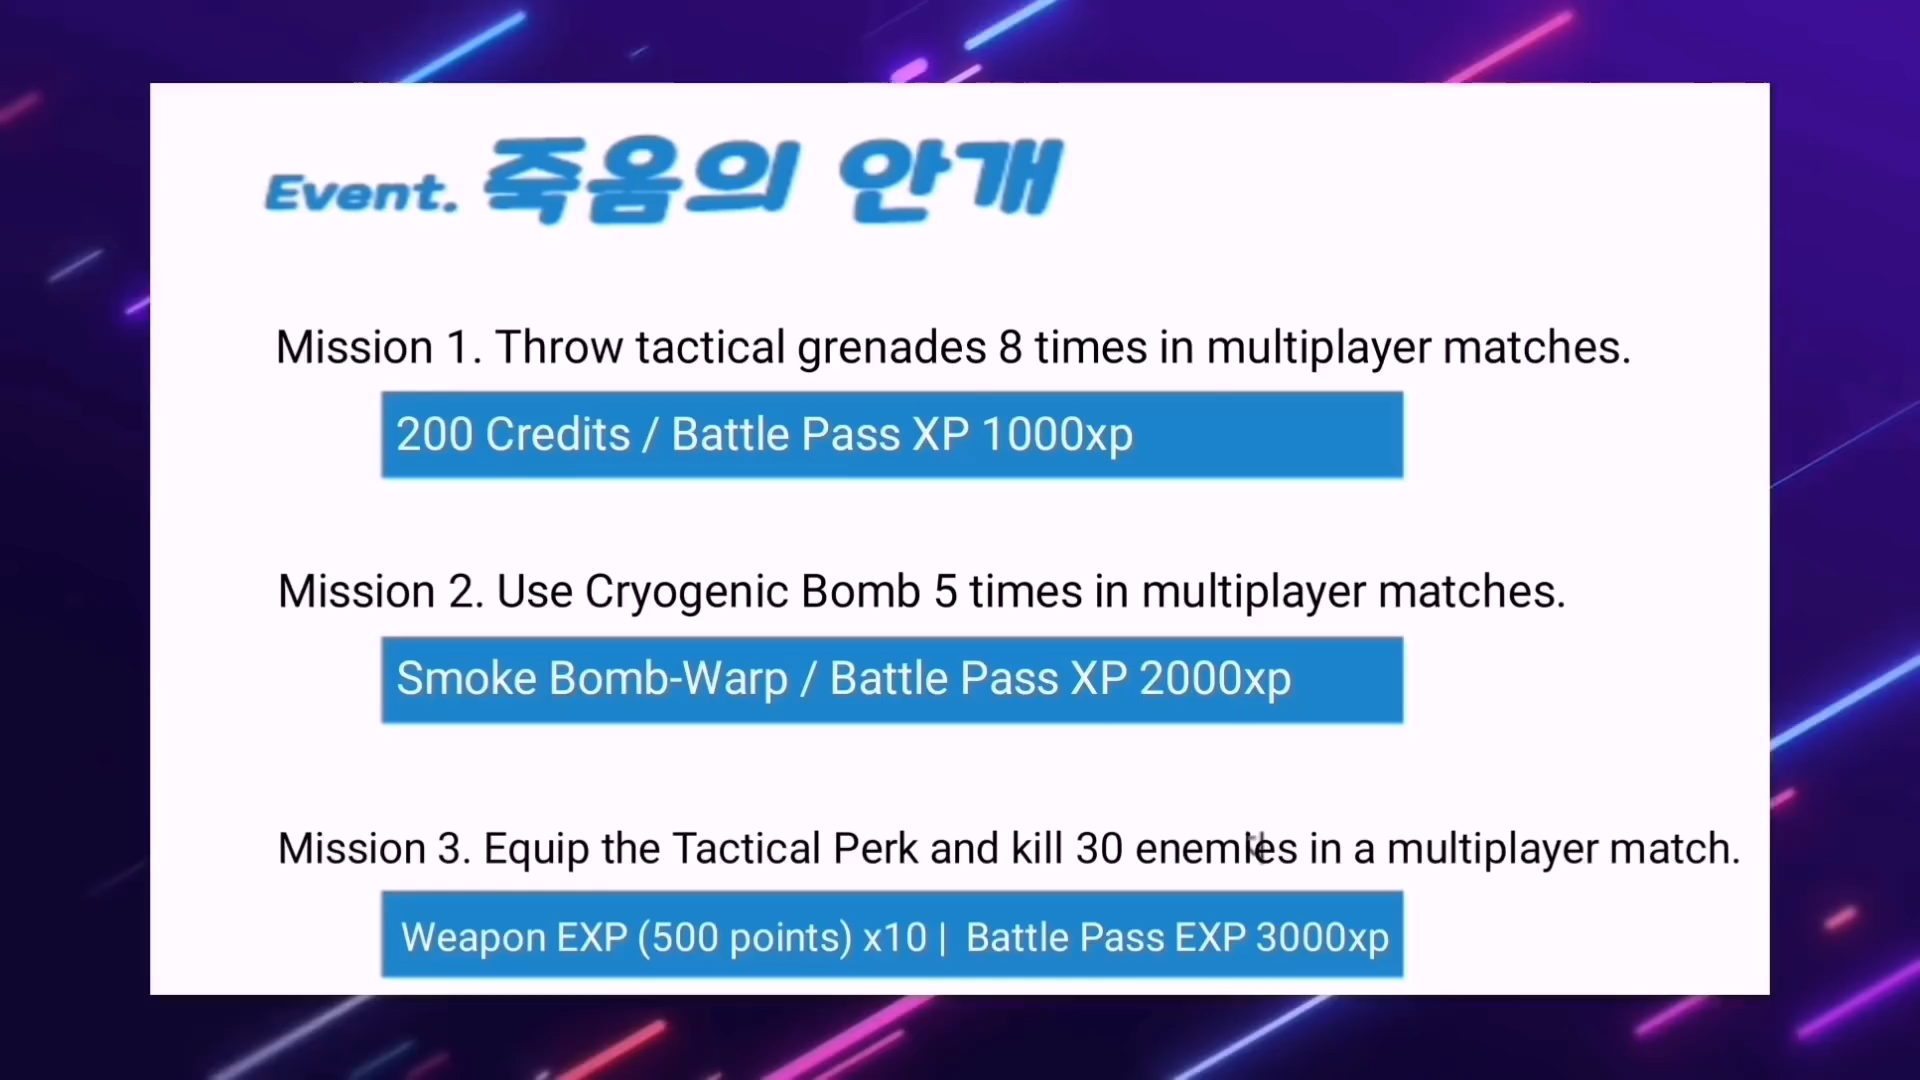 Event. 죽음의 안개
Mission 1. Throw tactical grenades 8 times in multiplayer matches.
200 Credits / Battle Pass XP 1000xp
Mission 2. Use Cryogenic Bomb 5 times in multiplayer matches.
Smoke Bomb-Warp / Battle Pass XP 2000xp
Mission 3. Equip the Tactical Perk and kill 30 enemies in a multiplayer match.
Weapon EXP (500 points) x10 | Battle Pass EXP 3000xp